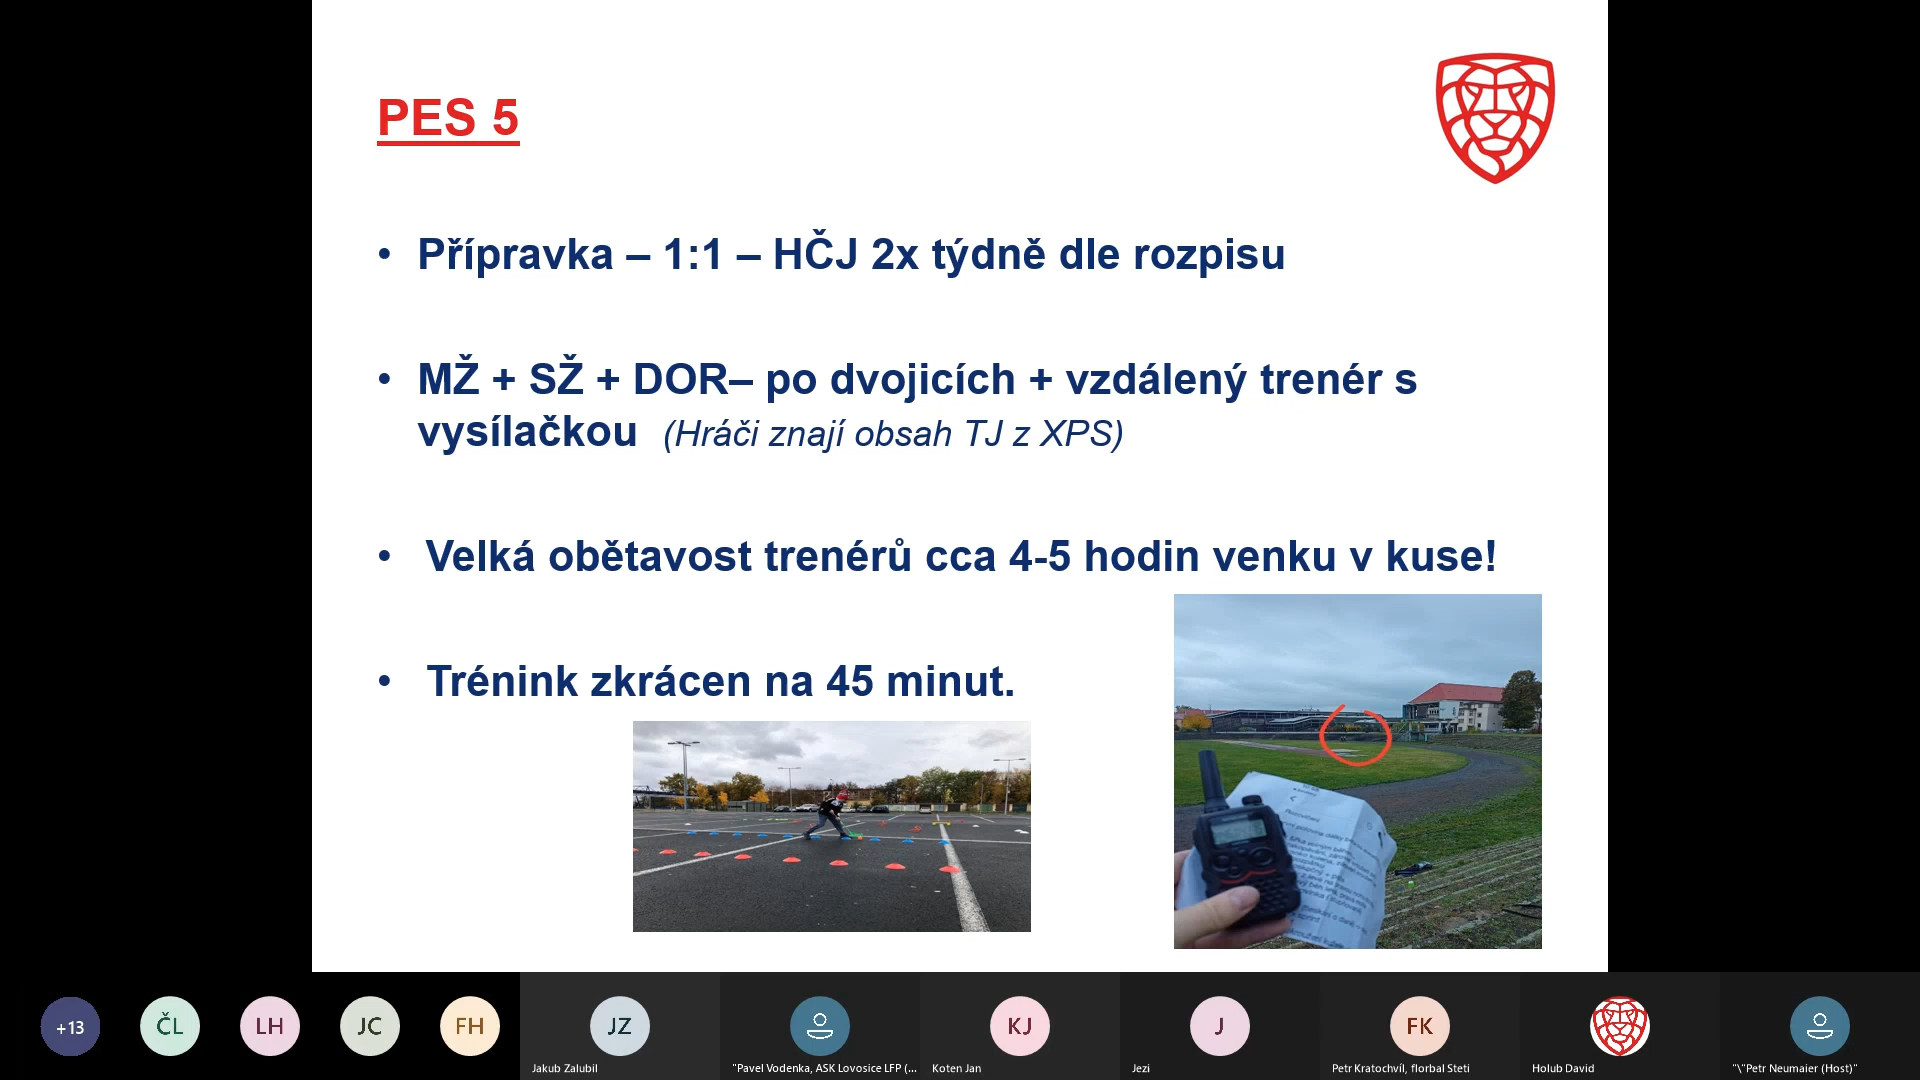 PES 5
• Přípravka – 1:1 – HČJ 2x týdně dle rozpisu
• MŽ + SŽ + DOR– po dvojicích + vzdálený trenér s
vysílačkou (Hráči znají obsah TJ z XPS)
• Velká obětavost trenérů cca 4-5 hodin venku v kuse!
• Trénink zkrácen na 45 minut.
+13
ČL
LH
JC
FH
JZ
KJ
J
FK
Jakub Zalubil
"Pavel Vodenka, ASK Lovosice LFP (...
Koten Jan
Jezi
Petr Kratochvíl, florbal Steti
Holub David
"\"Petr Neumaier (Host)"